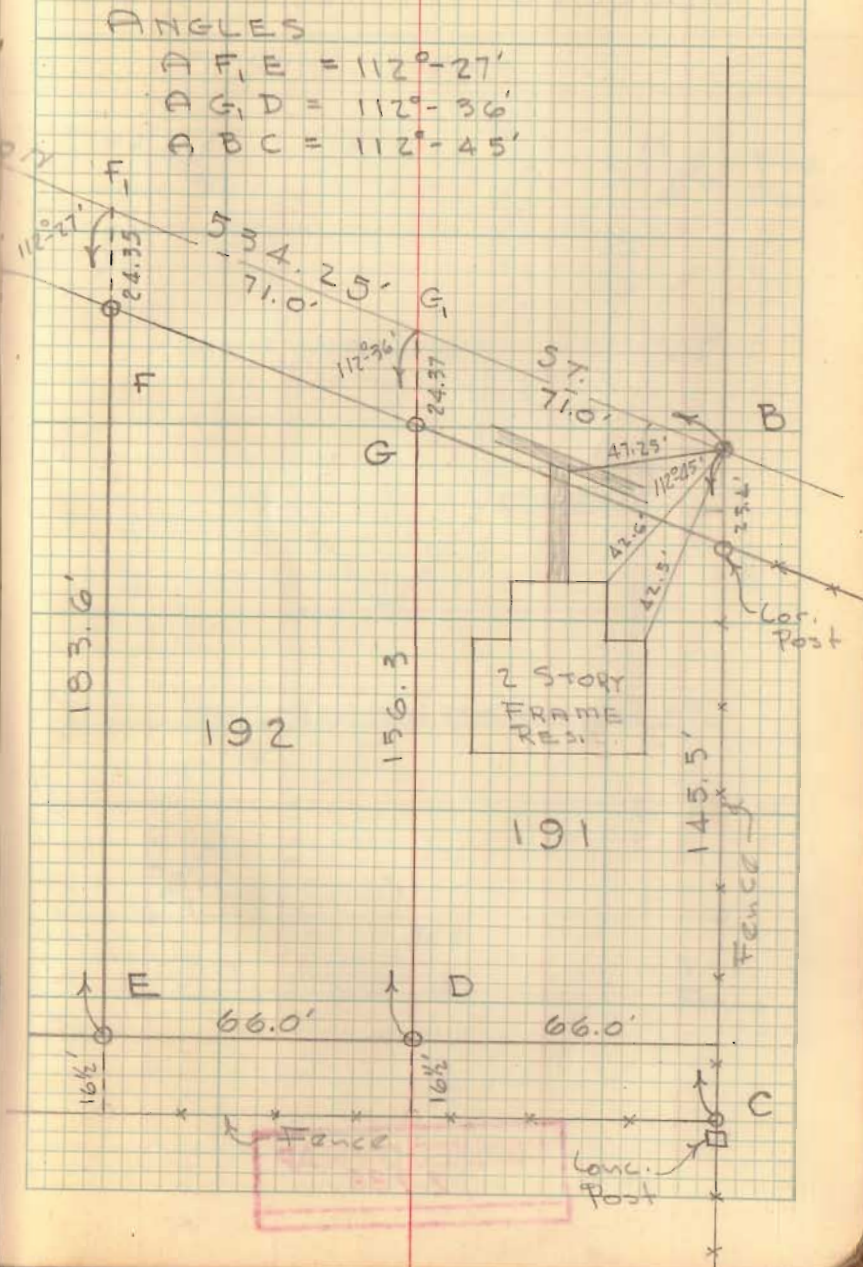 ANGLES
A F₁ E = 112°-27'
A G₁ D = 112°-36'
A B C = 112°-45'
F₁
112°-27'
24.35
554.25'
71.0'
G₁
112°-36'
24.37
57.
71.0'
B
47.25'
112°45'
42.6'
42.5'
Cor.
Post
F
G
183.6'
192
156.3
2 STORY
FRAME
RES.
191
145.5'
Fence
E
D
66.0'
66.0'
16½'
16½'
C
Fence
Conc.
Post